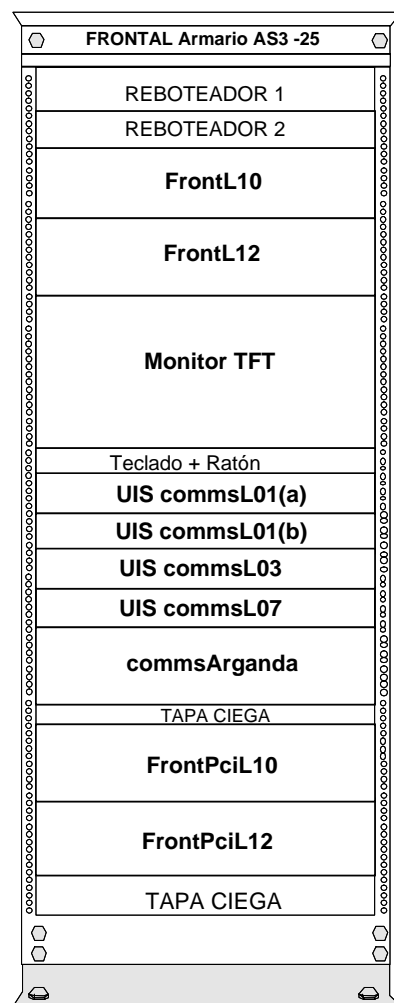 FRONTAL Armario AS3 -25
REBOTEADOR 1
REBOTEADOR 2
FrontL10
FrontL12
Monitor TFT
Teclado + Ratón
UIS commsL01(a)
UIS commsL01(b)
UIS commsL03
UIS commsL07
commsArganda
TAPA CIEGA
FrontPciL10
FrontPciL12
TAPA CIEGA